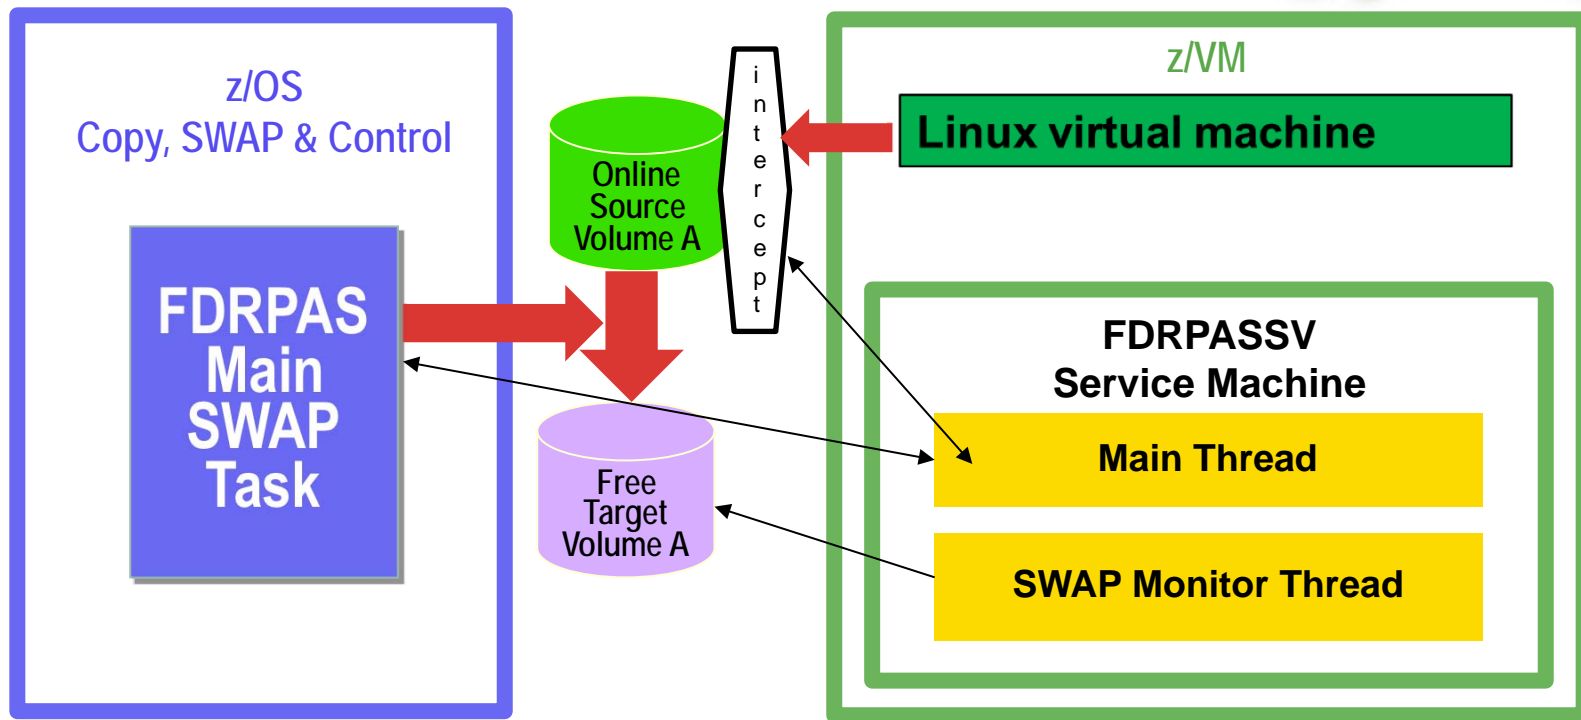 z/OS
Copy, SWAP & Control
FDRPAS
Main
SWAP
Task
Online
Source
Volume A
intercept
Free
Target
Volume A
z/VM
Linux virtual machine
FDRPASSV
Service Machine
Main Thread
SWAP Monitor Thread